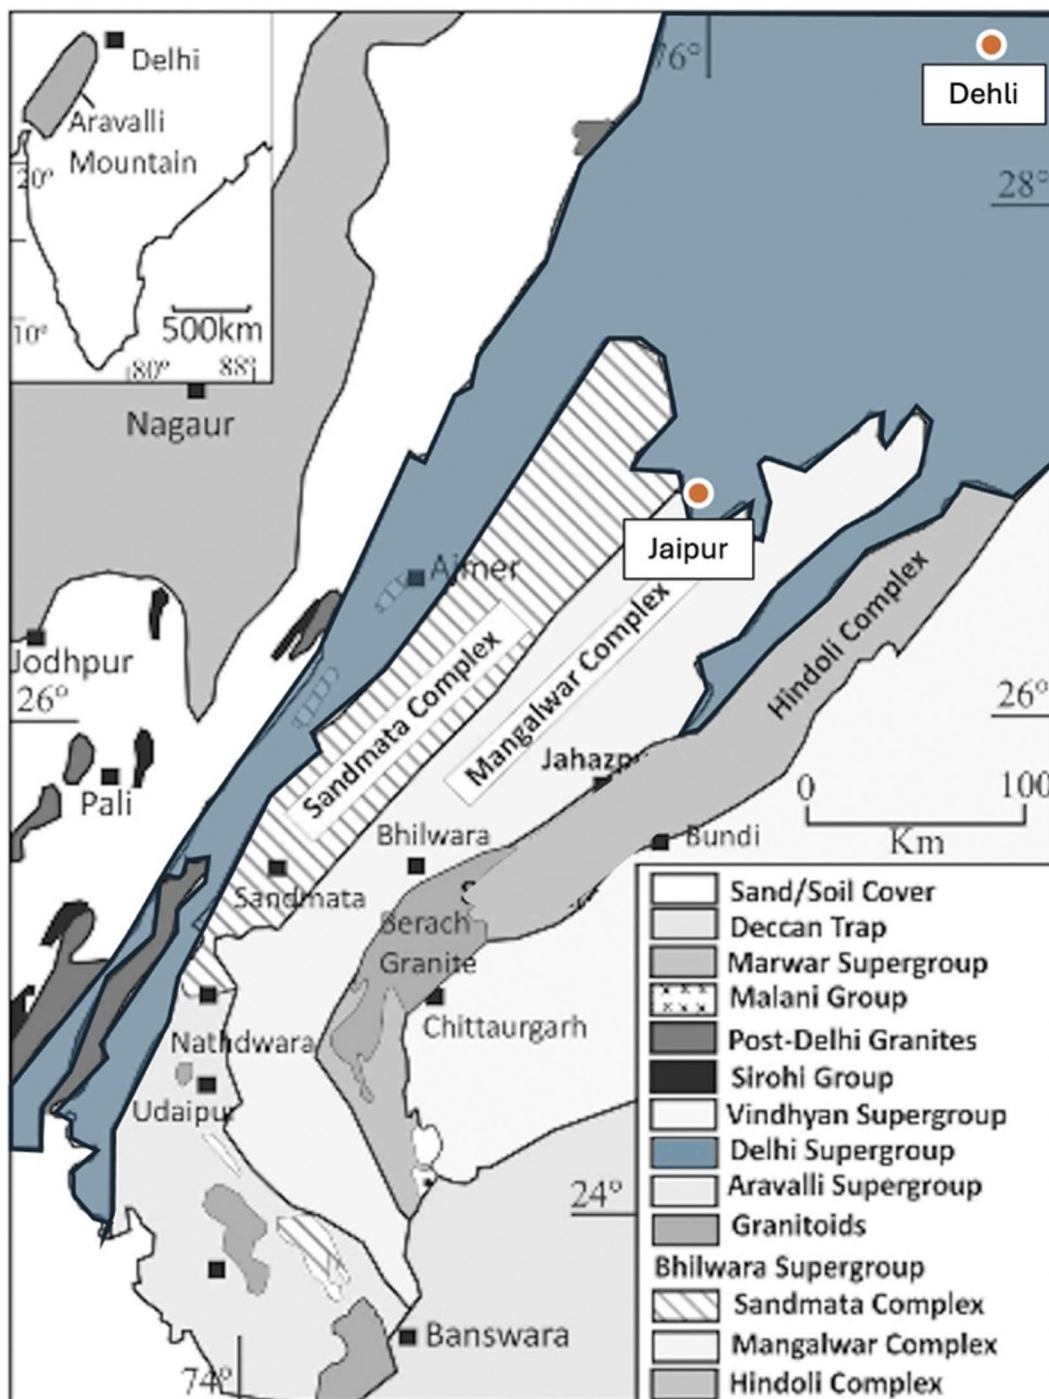 Delhi
Aravalli
Mountain
20°
10°
500km
80°
88°
76°
Dehli
28°
Nagaur
Jaipur
Ajmer
Jodhpur
26°
Sandmata Complex
Mangalwar Complex
Hindoli Complex
26°
Pali
Jahazp
0
100
Km
Bhilwara
Bundi
Sandmata
Berach
Granite
Chittaurgarh
Nathdwara
Udaipur
24°
Banswara
74°
Sand/Soil Cover
Deccan Trap
Marwar Supergroup
Malani Group
Post-Delhi Granites
Sirohi Group
Vindhyan Supergroup
Delhi Supergroup
Aravalli Supergroup
Granitoids
Bhilwara Supergroup
Sandmata Complex
Mangalwar Complex
Hindoli Complex